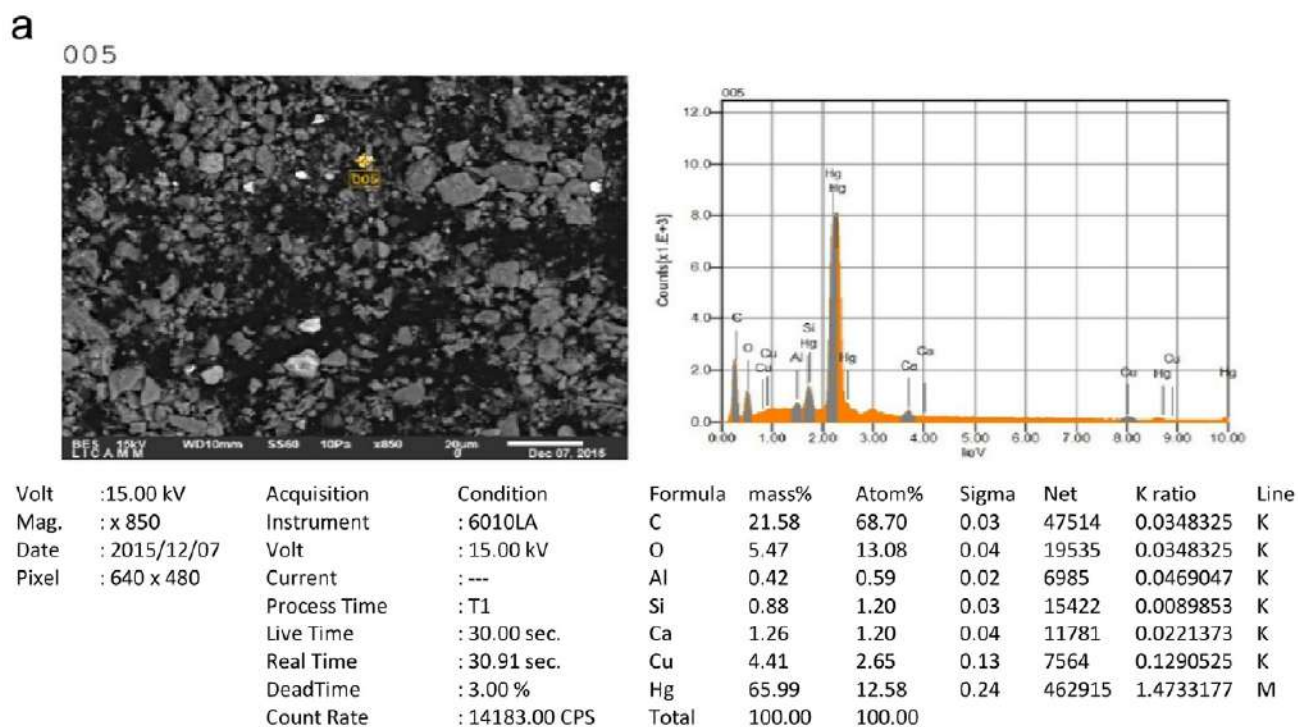 a
005
005
BES 15kV WD10mm SS60 10Pa x850 20µm
LTCAMM 0 Dec 07, 2015
005
Counts[x1.E+3]
12.0
10.0
8.0
6.0
4.0
2.0
0.0
Hg
Hg
C
O
Cu
Cu
Al
Si
Hg
Hg
Ca
Ca
Cu
Hg
Cu
Hg
0.00 1.00 2.00 3.00 4.00 5.00 6.00 7.00 8.00 9.00 10.00
keV
Volt :15.00 kV
Mag. : x 850
Date : 2015/12/07
Pixel : 640 x 480
Acquisition Condition
Instrument : 6010LA
Volt : 15.00 kV
Current : ---
Process Time : T1
Live Time : 30.00 sec.
Real Time : 30.91 sec.
DeadTime : 3.00 %
Count Rate : 14183.00 CPS
Formula mass% Atom% Sigma Net K ratio Line
C 21.58 68.70 0.03 47514 0.0348325 K
O 5.47 13.08 0.04 19535 0.0348325 K
Al 0.42 0.59 0.02 6985 0.0469047 K
Si 0.88 1.20 0.03 15422 0.0089853 K
Ca 1.26 1.20 0.04 11781 0.0221373 K
Cu 4.41 2.65 0.13 7564 0.1290525 K
Hg 65.99 12.58 0.24 462915 1.4733177 M
Total 100.00 100.00